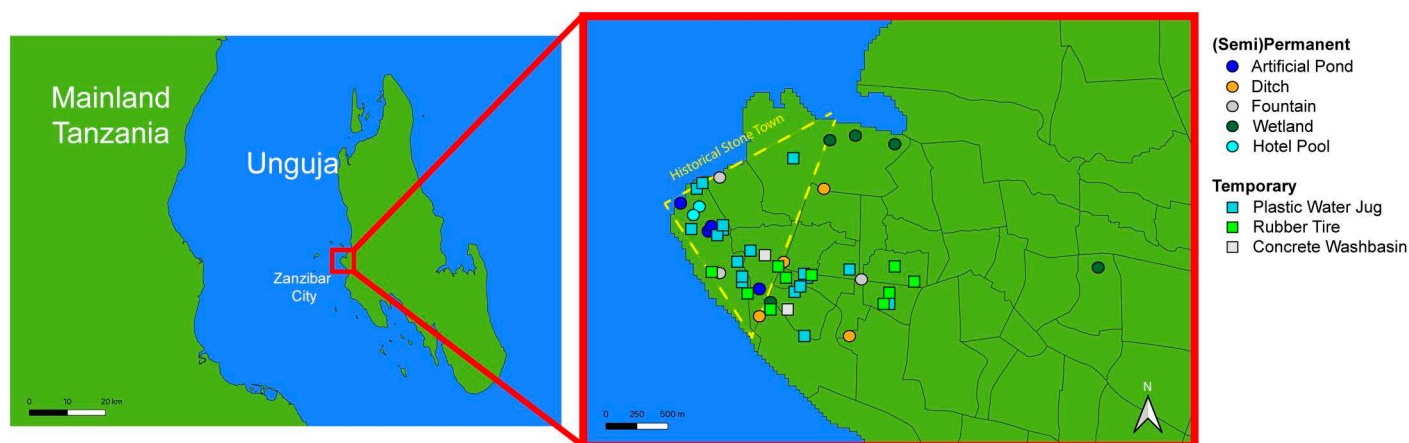 Mainland
Tanzania
Unguja
Zanzibar
City
0 10 20 km
Historical Stone Town
0 250 500 m
N
(Semi)Permanent
Artificial Pond
Ditch
Fountain
Wetland
Hotel Pool
Temporary
Plastic Water Jug
Rubber Tire
Concrete Washbasin